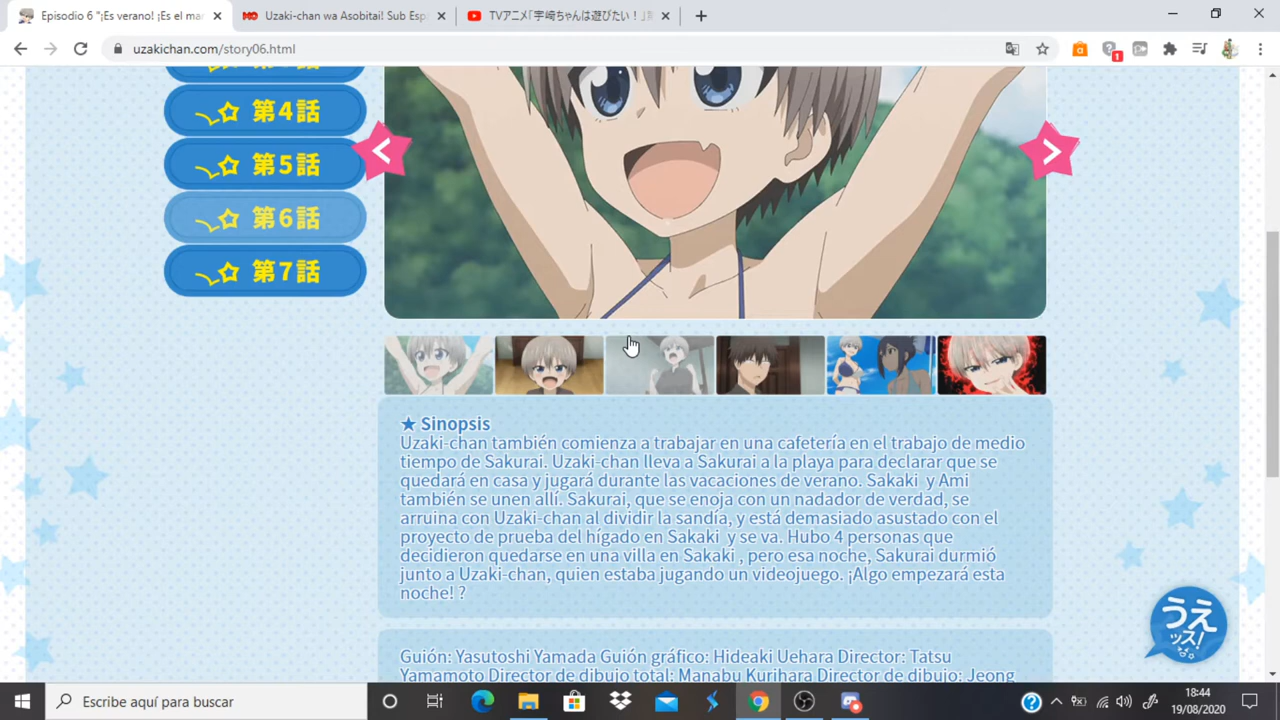 Episodio 6 "¡Es verano! ¡Es el mar
Uzaki-chan wa Asobitai! Sub Esp
TVアニメ「宇崎ちゃんは遊びたい！」
uzakichan.com/story06.html
1
第4話
第5話
第6話
第7話
★ Sinopsis
Uzaki-chan también comienza a trabajar en una cafetería en el trabajo de medio
tiempo de Sakurai. Uzaki-chan lleva a Sakurai a la playa para declarar que se
quedará en casa y jugará durante las vacaciones de verano. Sakaki y Ami
también se unen allí. Sakurai, que se enoja con un nadador de verdad, se
arruina con Uzaki-chan al dividir la sandía, y está demasiado asustado con el
proyecto de prueba del hígado en Sakaki y se va. Hubo 4 personas que
decidieron quedarse en una villa en Sakaki , pero esa noche, Sakurai durmió
junto a Uzaki-chan, quien estaba jugando un videojuego. ¡Algo empezará esta
noche! ?
うえ
ッス!
Guión: Yasutoshi Yamada Guión gráfico: Hideaki Uehara Director: Tatsu
Yamamoto Director de dibujo total: Manabu Kurihara Director de dibujo: Jeong
Escribe aquí para buscar
18:44
19/08/2020